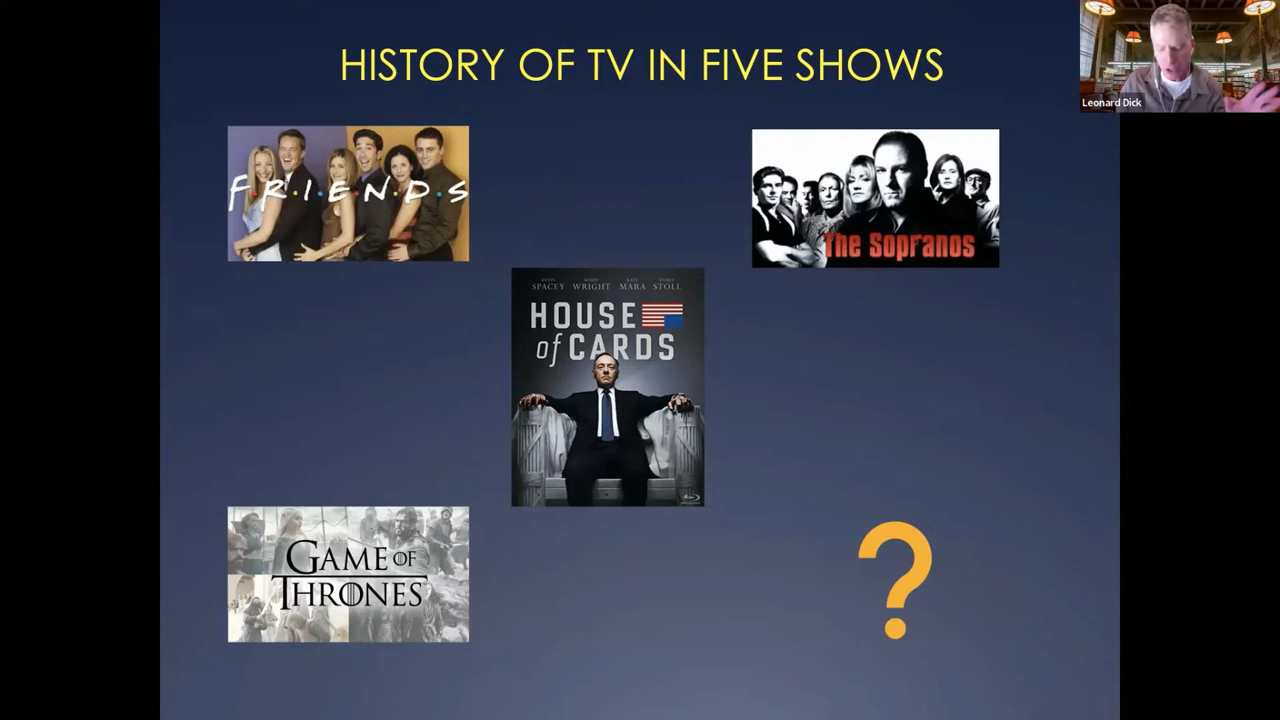 HISTORY OF TV IN FIVE SHOWS
Leonard Dick
F·R·I·E·N·D·S
The Sopranos
SPACEY WRIGHT MARA STOLL
HOUSE
of CARDS
GAME OF
THRONES
?